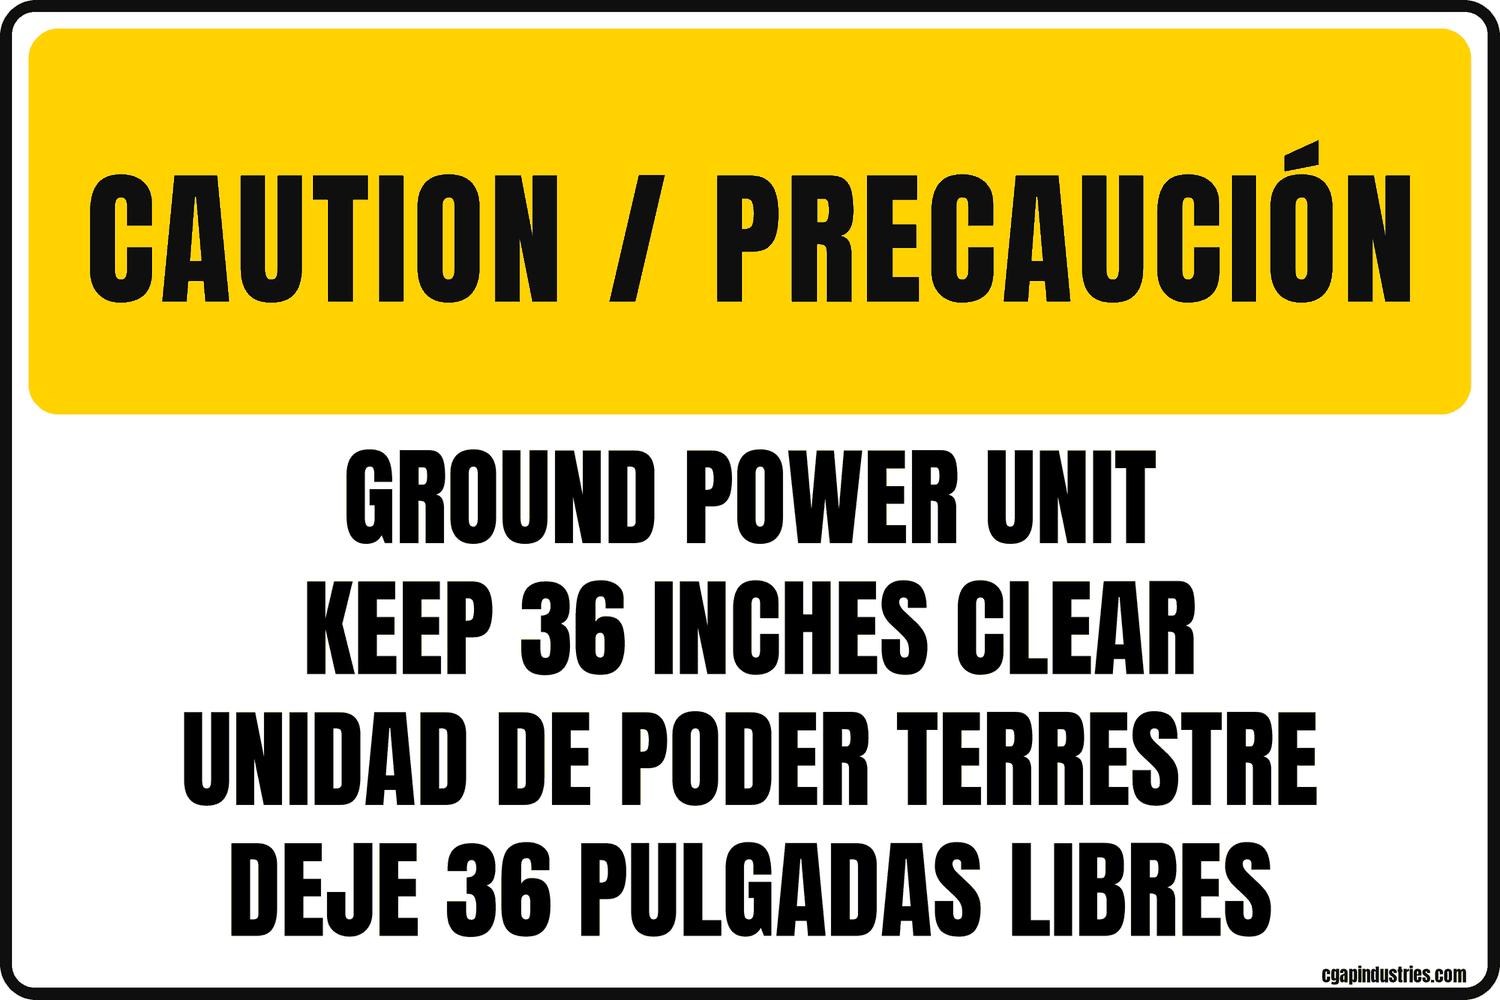 CAUTION / PRECAUCIÓN
GROUND POWER UNIT
KEEP 36 INCHES CLEAR
UNIDAD DE PODER TERRESTRE
DEJE 36 PULGADAS LIBRES
cgapindustries.com